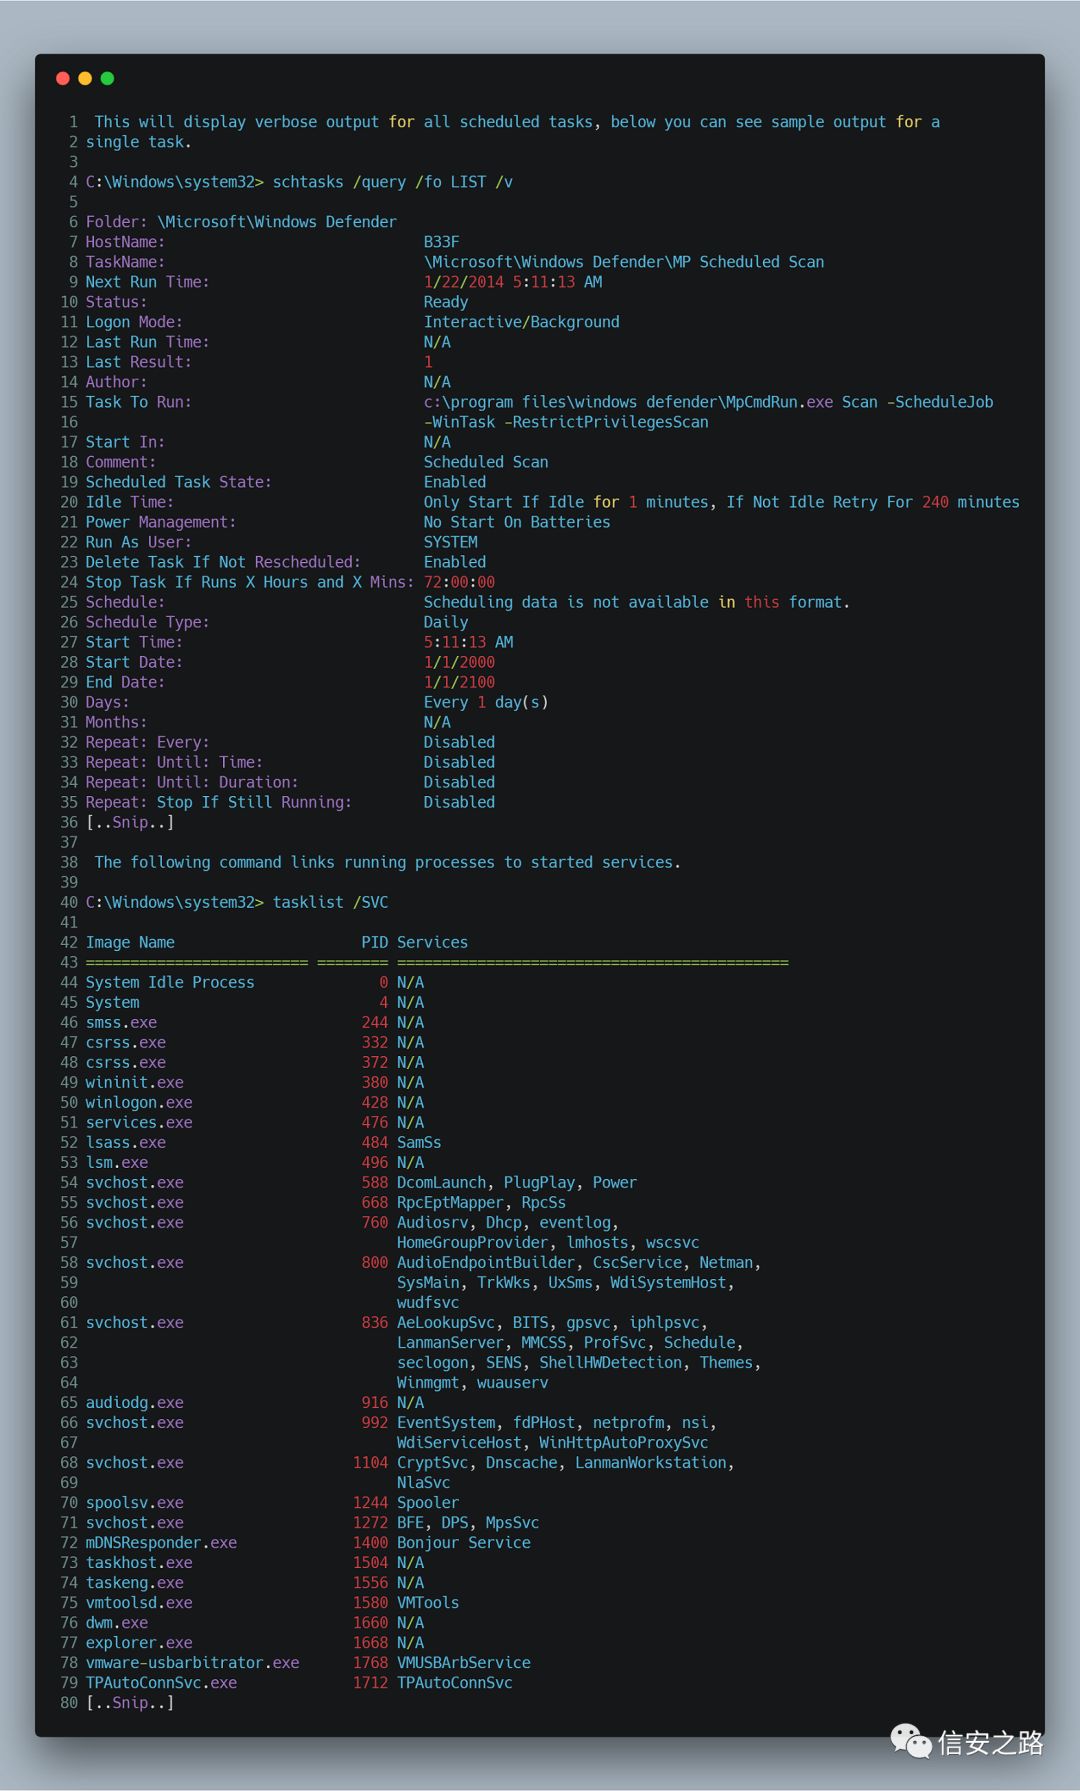 1 This will display verbose output for all scheduled tasks, below you can see sample output for a
2 single task.
3
4 C:\Windows\system32> schtasks /query /fo LIST /v
5
6 Folder: \Microsoft\Windows Defender
7 HostName: B33F
8 TaskName: \Microsoft\Windows Defender\MP Scheduled Scan
9 Next Run Time: 1/22/2014 5:11:13 AM
10 Status: Ready
11 Logon Mode: Interactive/Background
12 Last Run Time: N/A
13 Last Result: 1
14 Author: N/A
15 Task To Run: c:\program files\windows defender\MpCmdRun.exe Scan -ScheduleJob
16 -WinTask -RestrictPrivilegesScan
17 Start In: N/A
18 Comment: Scheduled Scan
19 Scheduled Task State: Enabled
20 Idle Time: Only Start If Idle for 1 minutes, If Not Idle Retry For 240 minutes
21 Power Management: No Start On Batteries
22 Run As User: SYSTEM
23 Delete Task If Not Rescheduled: Enabled
24 Stop Task If Runs X Hours and X Mins: 72:00:00
25 Schedule: Scheduling data is not available in this format.
26 Schedule Type: Daily
27 Start Time: 5:11:13 AM
28 Start Date: 1/1/2000
29 End Date: 1/1/2100
30 Days: Every 1 day(s)
31 Months: N/A
32 Repeat: Every: Disabled
33 Repeat: Until: Time: Disabled
34 Repeat: Until: Duration: Disabled
35 Repeat: Stop If Still Running: Disabled
36 [..Snip..]
37
38 The following command links running processes to started services.
39
40 C:\Windows\system32> tasklist /SVC
41
42 Image Name PID Services
43 ========================= ======== ============================================
44 System Idle Process 0 N/A
45 System 4 N/A
46 smss.exe 244 N/A
47 csrss.exe 332 N/A
48 csrss.exe 372 N/A
49 wininit.exe 380 N/A
50 winlogon.exe 428 N/A
51 services.exe 476 N/A
52 lsass.exe 484 SamSs
53 lsm.exe 496 N/A
54 svchost.exe 588 DcomLaunch, PlugPlay, Power
55 svchost.exe 668 RpcEptMapper, RpcSs
56 svchost.exe 760 Audiosrv, Dhcp, eventlog,
57 HomeGroupProvider, lmhosts, wscsvc
58 svchost.exe 800 AudioEndpointBuilder, CscService, Netman,
59 SysMain, TrkWks, UxSms, WdiSystemHost,
60 wudfsvc
61 svchost.exe 836 AeLookupSvc, BITS, gpsvc, iphlpsvc,
62 LanmanServer, MMCSS, ProfSvc, Schedule,
63 seclogon, SENS, ShellHWDetection, Themes,
64 Winmgmt, wuauserv
65 audiodg.exe 916 N/A
66 svchost.exe 992 EventSystem, fdPHost, netprofm, nsi,
67 WdiServiceHost, WinHttpAutoProxySvc
68 svchost.exe 1104 CryptSvc, Dnscache, LanmanWorkstation,
69 NlaSvc
70 spoolsv.exe 1244 Spooler
71 svchost.exe 1272 BFE, DPS, MpsSvc
72 mDNSResponder.exe 1400 Bonjour Service
73 taskhost.exe 1504 N/A
74 taskeng.exe 1556 N/A
75 vmtoolsd.exe 1580 VMTools
76 dwm.exe 1660 N/A
77 explorer.exe 1668 N/A
78 vmware-usbarbitrator.exe 1768 VMUSBArbService
79 TPAutoConnSvc.exe 1712 TPAutoConnSvc
80 [..Snip..]
信安之路